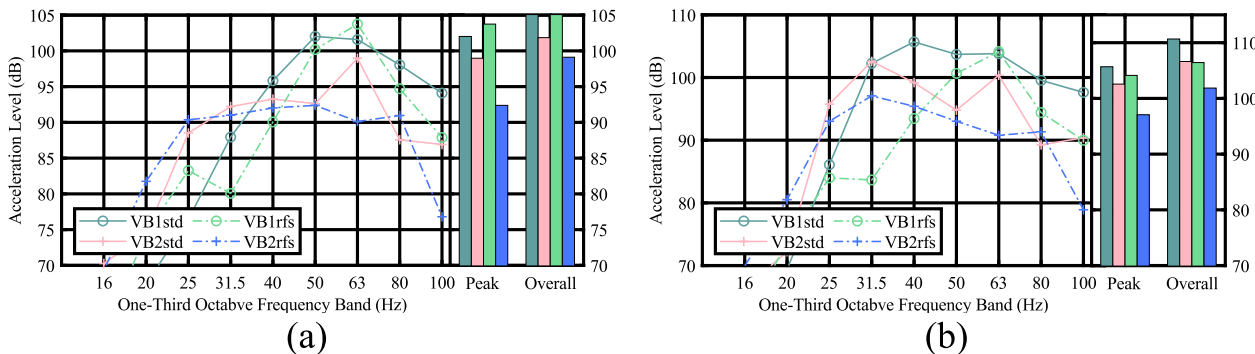 105
100
95
90
85
80
75
70
Acceleration Level (dB)
VB1std
VB1rfs
VB2std
VB2rfs
16
20
25
31.5
40
50
63
80
100
One-Third Octabve Frequency Band (Hz)
Peak
Overall
105
100
95
90
85
80
75
70
(a)
110
100
90
80
70
Acceleration Level (dB)
VB1std
VB1rfs
VB2std
VB2rfs
16
20
25
31.5
40
50
63
80
100
One-Third Octabve Frequency Band (Hz)
Peak
Overall
110
100
90
80
70
(b)